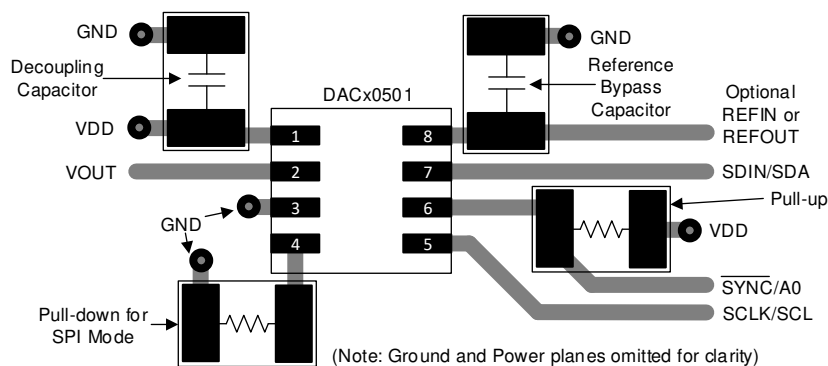 GND
Decoupling
Capacitor
VDD
VOUT
GND
Pull-down for
SPI Mode
DACx0501
1
2
3
4
8
7
6
5
GND
Reference
Bypass
Capacitor
Optional
REFIN or
REFOUT
SDIN/SDA
Pull-up
VDD
SYNC/A0
SCLK/SCL
(Note: Ground and Power planes omitted for clarity)